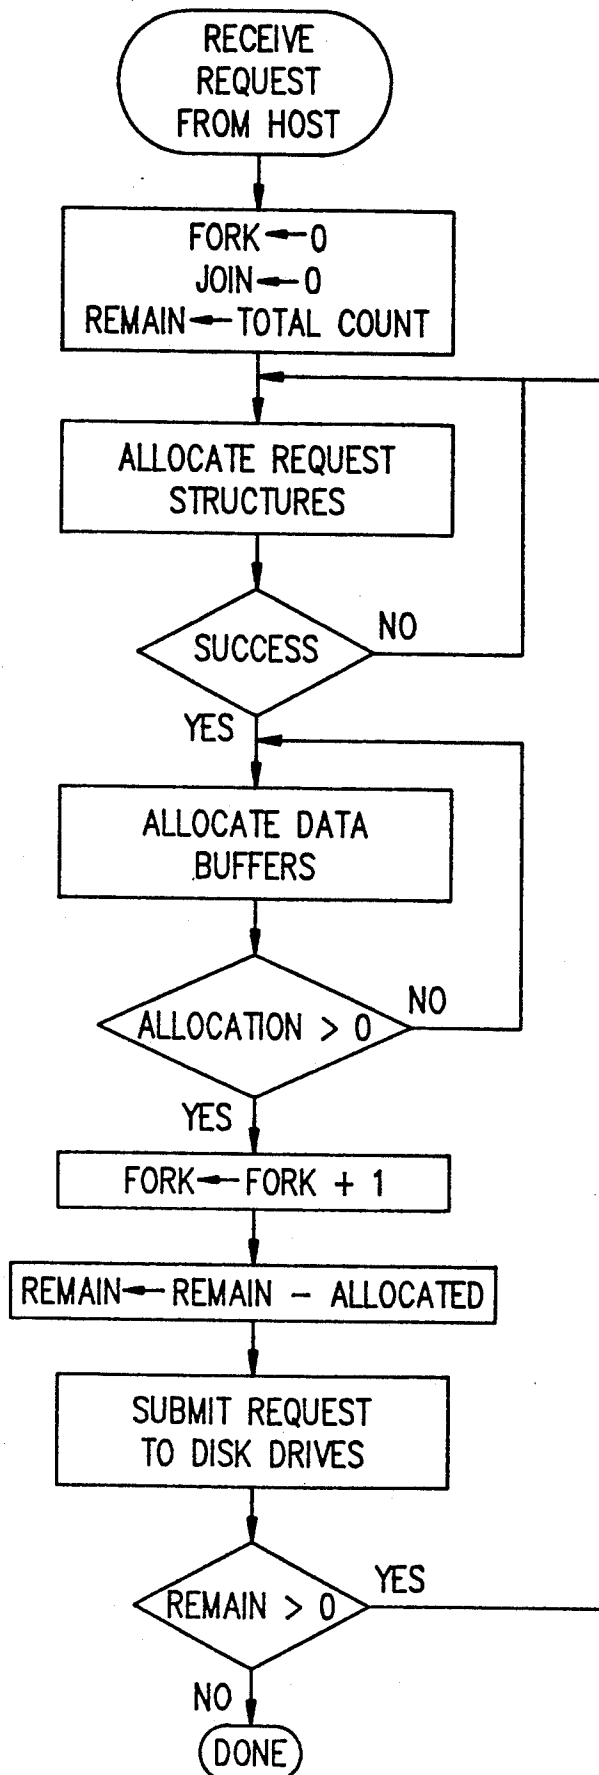 RECEIVE
REQUEST
FROM HOST
FORK←0
JOIN←0
REMAIN←TOTAL COUNT
ALLOCATE REQUEST
STRUCTURES
SUCCESS
NO
YES
ALLOCATE DATA
BUFFERS
ALLOCATION > 0
NO
YES
FORK←FORK + 1
REMAIN←REMAIN - ALLOCATED
SUBMIT REQUEST
TO DISK DRIVES
REMAIN > 0
YES
NO
DONE